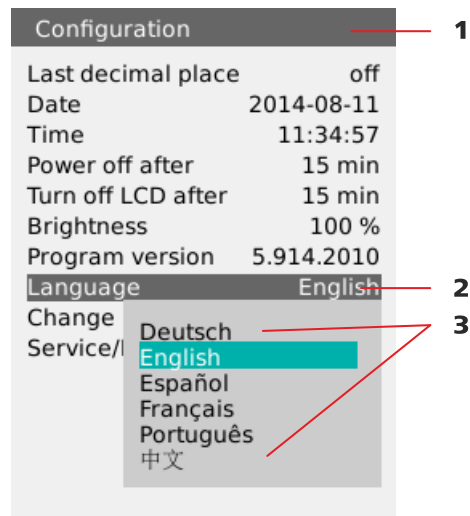 Configuration 1
Last decimal place off
Date 2014-08-11
Time 11:34:57
Power off after 15 min
Turn off LCD after 15 min
Brightness 100 %
Program version 5.914.2010
Language English 2
Change 3
Deutsch
Service/
English
Español
Français
Português
中文